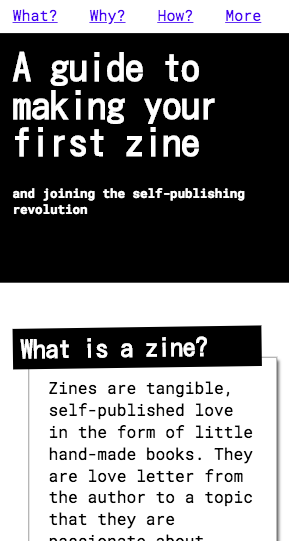 What? Why? How? More
A guide to
making your
first zine
and joining the self-publishing
revolution
What is a zine?
Zines are tangible,
self-published love
in the form of little
hand-made books. They
are love letter from
the author to a topic
that they are
passionate about